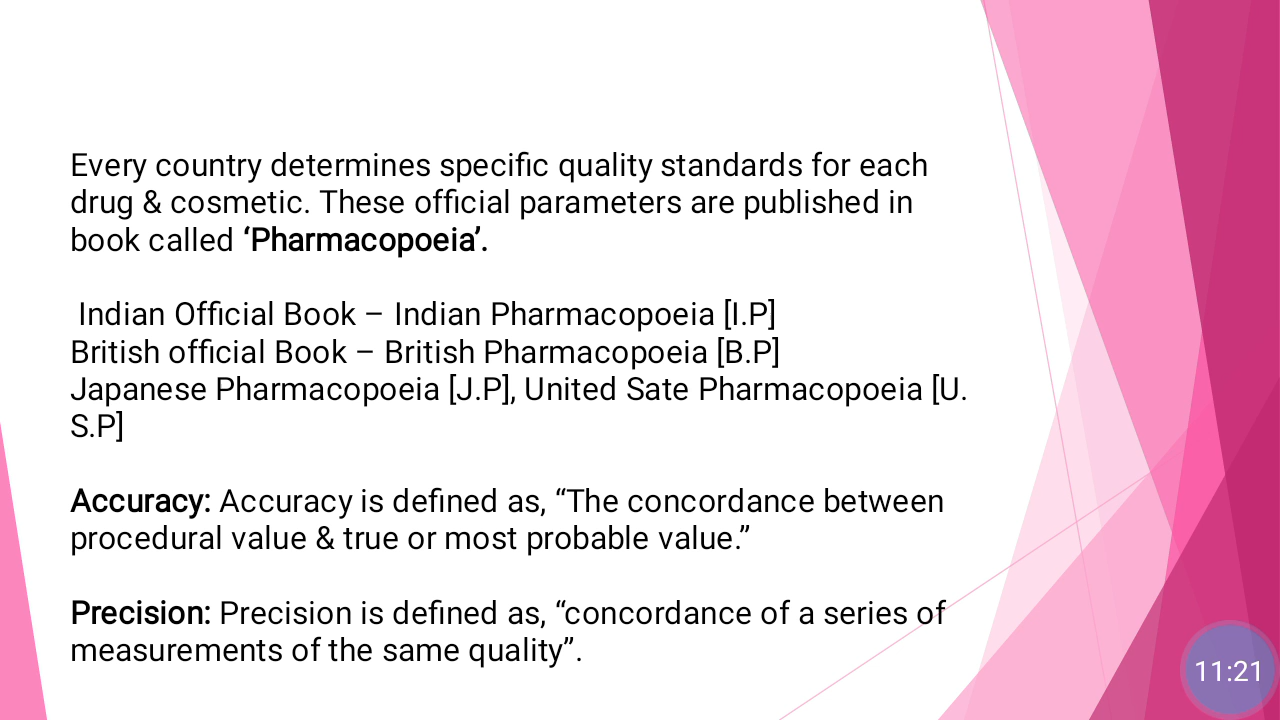 Every country determines specific quality standards for each
drug & cosmetic. These official parameters are published in
book called ‘Pharmacopoeia’.
Indian Official Book – Indian Pharmacopoeia [I.P]
British official Book – British Pharmacopoeia [B.P]
Japanese Pharmacopoeia [J.P], United Sate Pharmacopoeia [U.
S.P]
Accuracy: Accuracy is defined as, “The concordance between
procedural value & true or most probable value.”
Precision: Precision is defined as, “concordance of a series of
measurements of the same quality”.
11:21